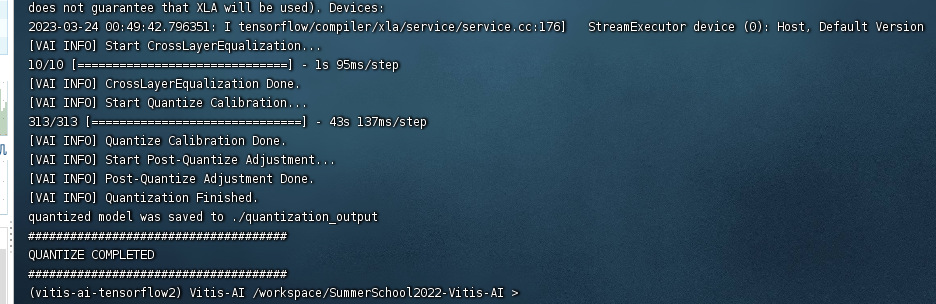 does not guarantee that XLA will be used). Devices:
2023-03-24 00:49:42.796351: I tensorflow/compiler/xla/service/service.cc:176]   StreamExecutor device (0): Host, Default Version
[VAI INFO] Start CrossLayerEqualization...
10/10 [==============================] - 1s 95ms/step
[VAI INFO] CrossLayerEqualization Done.
[VAI INFO] Start Quantize Calibration...
313/313 [==============================] - 43s 137ms/step
[VAI INFO] Quantize Calibration Done.
[VAI INFO] Start Post-Quantize Adjustment...
[VAI INFO] Post-Quantize Adjustment Done.
[VAI INFO] Quantization Finished.
quantized model was saved to ./quantization_output
#####################################
QUANTIZE COMPLETED
#####################################
(vitis-ai-tensorflow2) Vitis-AI /workspace/SummerSchool2022-Vitis-AI >